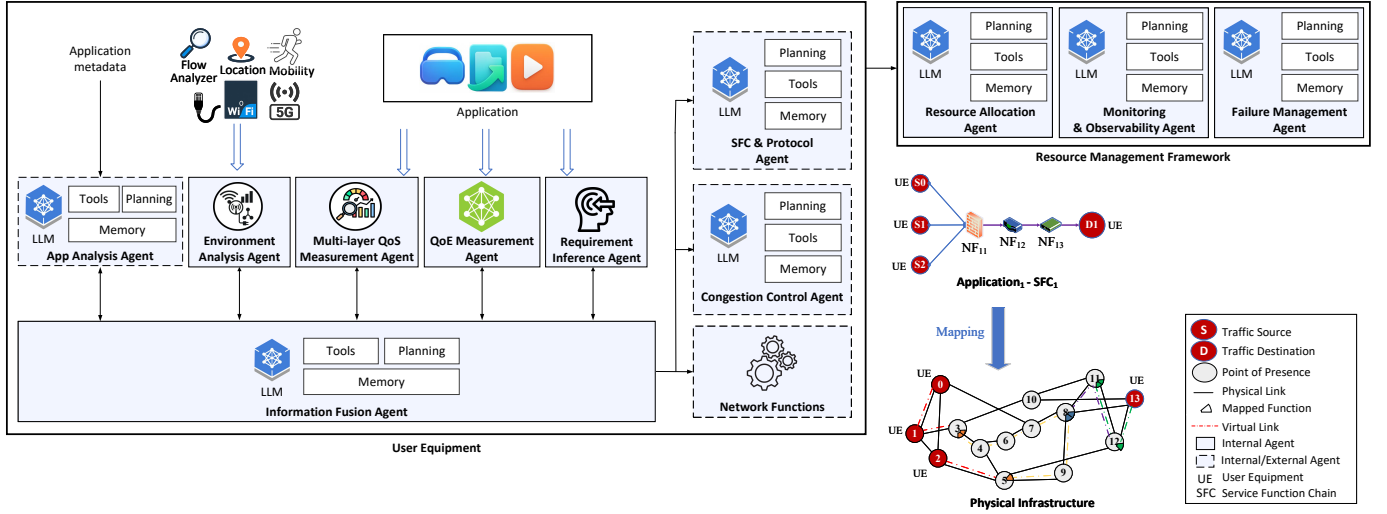 Application
metadata
Flow
Analyzer
Location
Mobility
WiFi
5G
Application
LLM
Tools
Planning
Memory
App Analysis Agent
Environment
Analysis Agent
Multi-layer QoS
Measurement Agent
QoE Measurement
Agent
Requirement
Inference Agent
LLM
Tools
Planning
Memory
Information Fusion Agent
LLM
Planning
Tools
Memory
SFC & Protocol
Agent
LLM
Planning
Tools
Memory
Congestion Control Agent
Network Functions
User Equipment
LLM
Planning
Tools
Memory
Resource Allocation
Agent
LLM
Planning
Tools
Memory
Monitoring
& Observability Agent
LLM
Planning
Tools
Memory
Failure Management
Agent
Resource Management Framework
UE S0
UE S1
UE S2
NF11
NF12
NF13
D1 UE
Application1 - SFC1
Mapping
UE 0
UE 1
UE 2
3
4
5
6
7
8
9
10
11
12
UE 13
Physical Infrastructure
S Traffic Source
D Traffic Destination
Point of Presence
Physical Link
Mapped Function
Virtual Link
Internal Agent
Internal/External Agent
UE User Equipment
SFC Service Function Chain